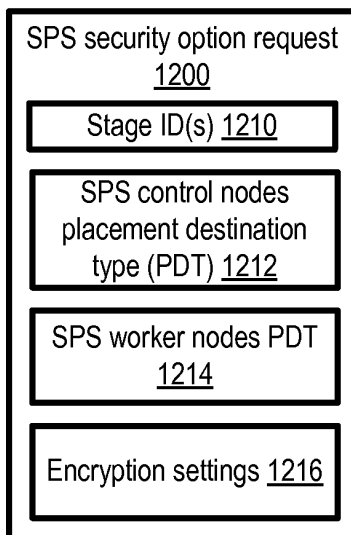 SPS security option request
1200
Stage ID(s) 1210
SPS control nodes
placement destination
type (PDT) 1212
SPS worker nodes PDT
1214
Encryption settings 1216